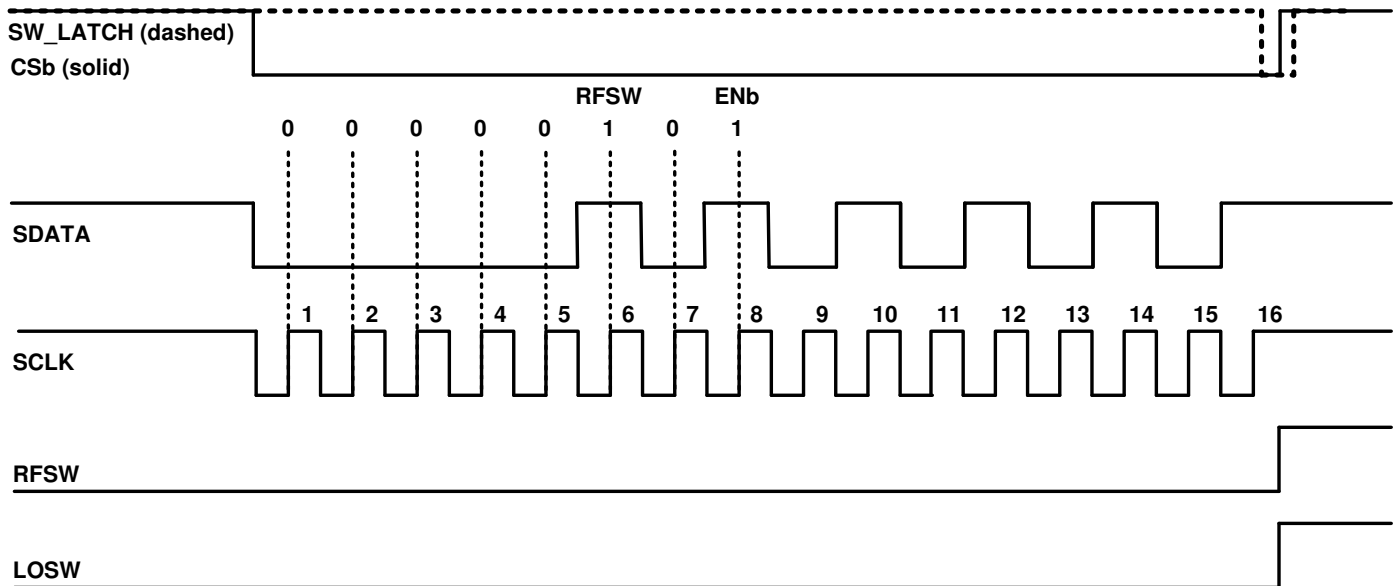 SW_LATCH (dashed)
CSb (solid)
RFSW ENb
0 0 0 0 0 1 0 1
SDATA
1 2 3 4 5 6 7 8 9 10 11 12 13 14 15 16
SCLK
RFSW
LOSW